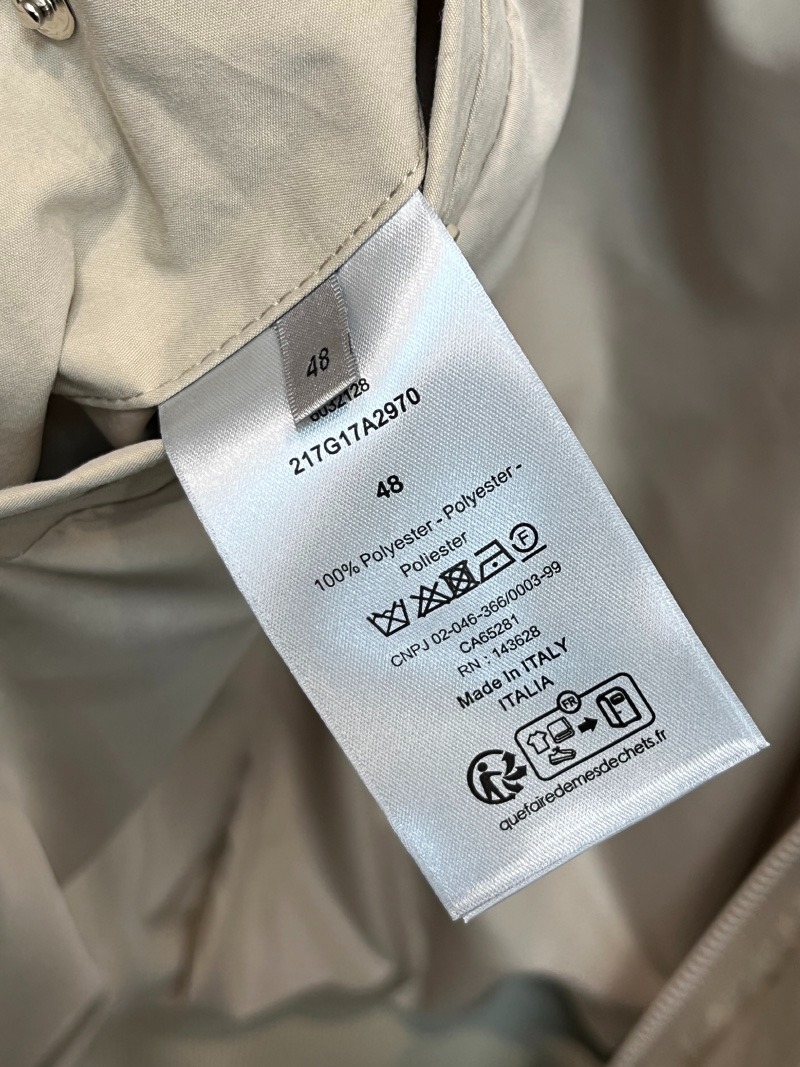 48
6032128
217G17A2970
48
100% Polyester - Polyester -
Poliester
F
CNPJ 02-046-366/0003-99
CA65281
RN : 143628
Made In ITALY
ITALIA
FR
quefairedemesdechets.fr